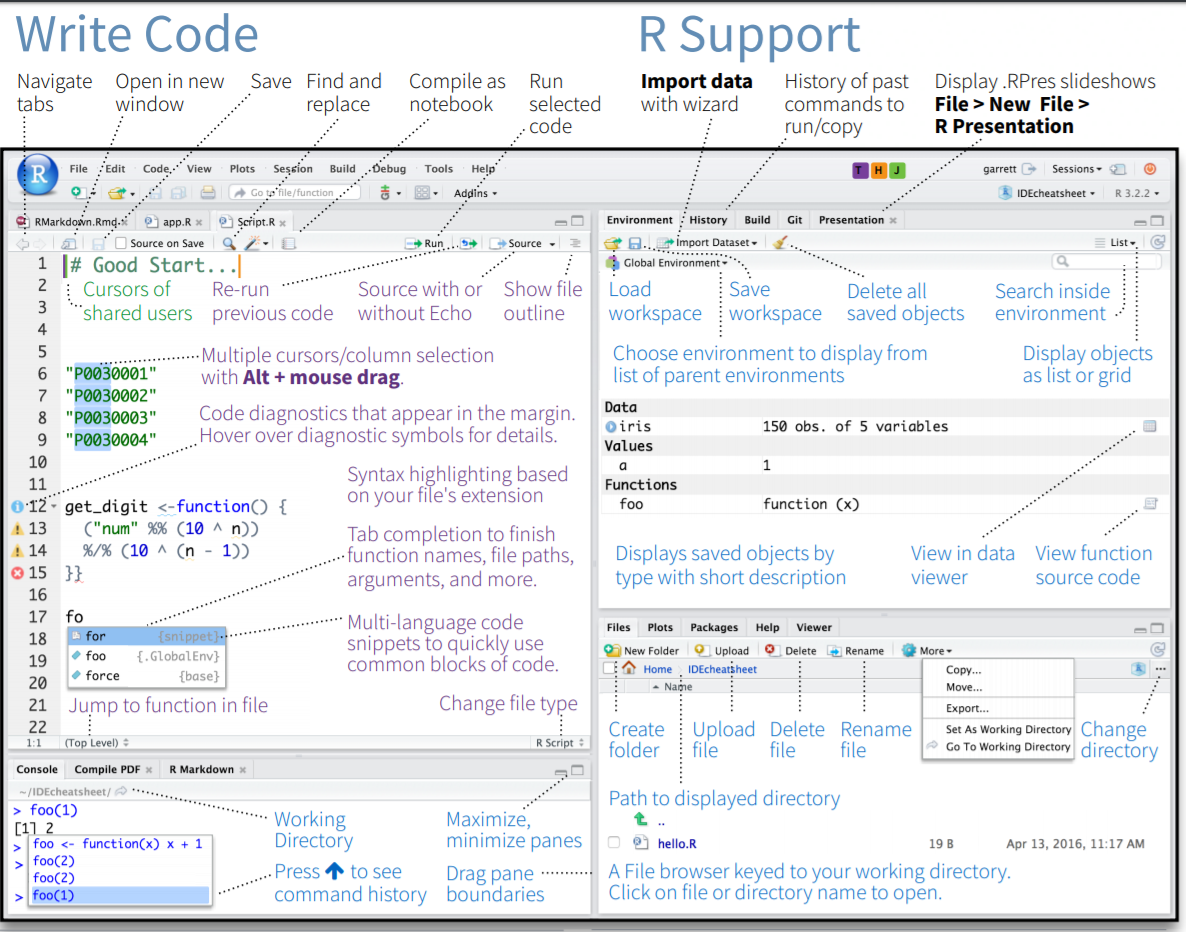 Write Code
R Support
Navigate tabs
Open in new window
Save
Find and replace
Compile as notebook
Run selected code
Import data with wizard
History of past commands to run/copy
Display .RPres slideshows
File > New File >
R Presentation
R
File Edit Code View Plots Session Build Debug Tools Help
T H J
garrett Sessions
Go to file/function
Addins
IDEcheatsheet R 3.2.2
RMarkdown.Rmd app.R Script.R
Source on Save
Run
Source
1 # Good Start...
2
Cursors of shared users
Re-run previous code
Source with or without Echo
Show file outline
3
4
5
Multiple cursors/column selection
with Alt + mouse drag.
6 "P0030001"
7 "P0030002"
8 "P0030003"
9 "P0030004"
Code diagnostics that appear in the margin.
Hover over diagnostic symbols for details.
10
11
Syntax highlighting based
on your file's extension
12 get_digit <-function() {
13 ("num" %% (10 ^ n))
14 %/% (10 ^ (n - 1))
15 }}
Tab completion to finish
function names, file paths,
arguments, and more.
16
17 fo
18
19
20
21
22
for {snippet}
foo {.GlobalEnv}
force {base}
Multi-language code
snippets to quickly use
common blocks of code.
Jump to function in file
Change file type
1:1 (Top Level)
R Script
Console Compile PDF R Markdown
~/IDEcheatsheet/
> foo(1)
[1] 2
>
>
>
foo <- function(x) x + 1
foo(2)
foo(2)
foo(1)
Working
Directory
Press to see
command history
Maximize,
minimize panes
Drag pane
boundaries
Environment History Build Git Presentation
Import Dataset
List
Global Environment
Load workspace
Save workspace
Delete all saved objects
Search inside environment
Choose environment to display from
list of parent environments
Display objects
as list or grid
Data
iris 150 obs. of 5 variables
Values
a 1
Functions
foo function (x)
Displays saved objects by
type with short description
View in data
viewer
View function
source code
Files Plots Packages Help Viewer
New Folder Upload Delete Rename More
Home IDEcheatsheet
...
Name
Copy...
Move...
Export...
Set As Working Directory
Go To Working Directory
Create folder
Upload file
Delete file
Rename file
Change directory
Path to displayed directory
..
hello.R 19 B Apr 13, 2016, 11:17 AM
A File browser keyed to your working directory.
Click on file or directory name to open.